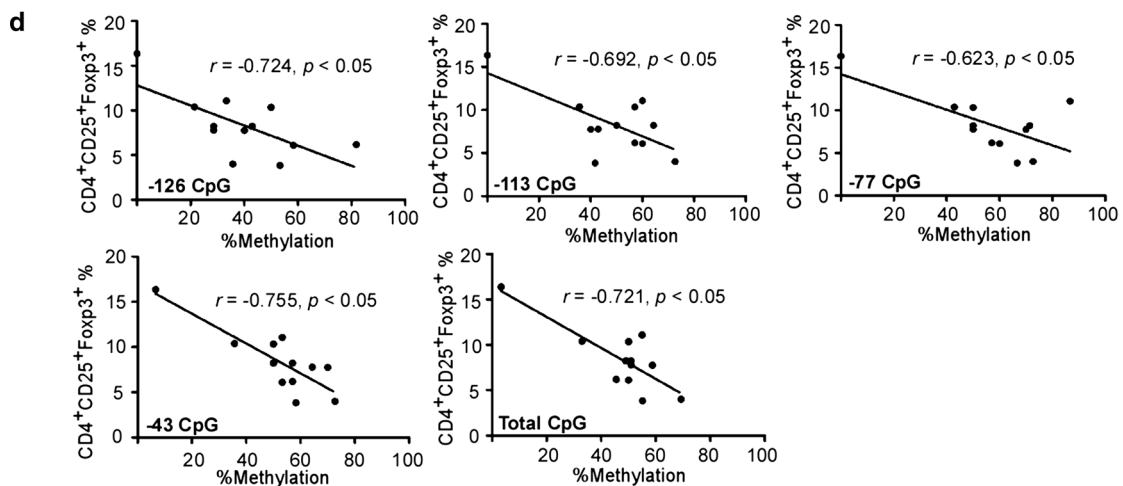 d
CD4+CD25+Foxp3+ %
20
15
10
5
0
r = -0.724, p < 0.05
-126 CpG
20 40 60 80 100
%Methylation
CD4+CD25+Foxp3+ %
20
15
10
5
0
r = -0.692, p < 0.05
-113 CpG
20 40 60 80 100
%Methylation
CD4+CD25+Foxp3+ %
20
15
10
5
0
r = -0.623, p < 0.05
-77 CpG
20 40 60 80 100
%Methylation
CD4+CD25+Foxp3+ %
20
15
10
5
0
r = -0.755, p < 0.05
-43 CpG
20 40 60 80 100
%Methylation
CD4+CD25+Foxp3+ %
20
15
10
5
0
r = -0.721, p < 0.05
Total CpG
20 40 60 80 100
%Methylation